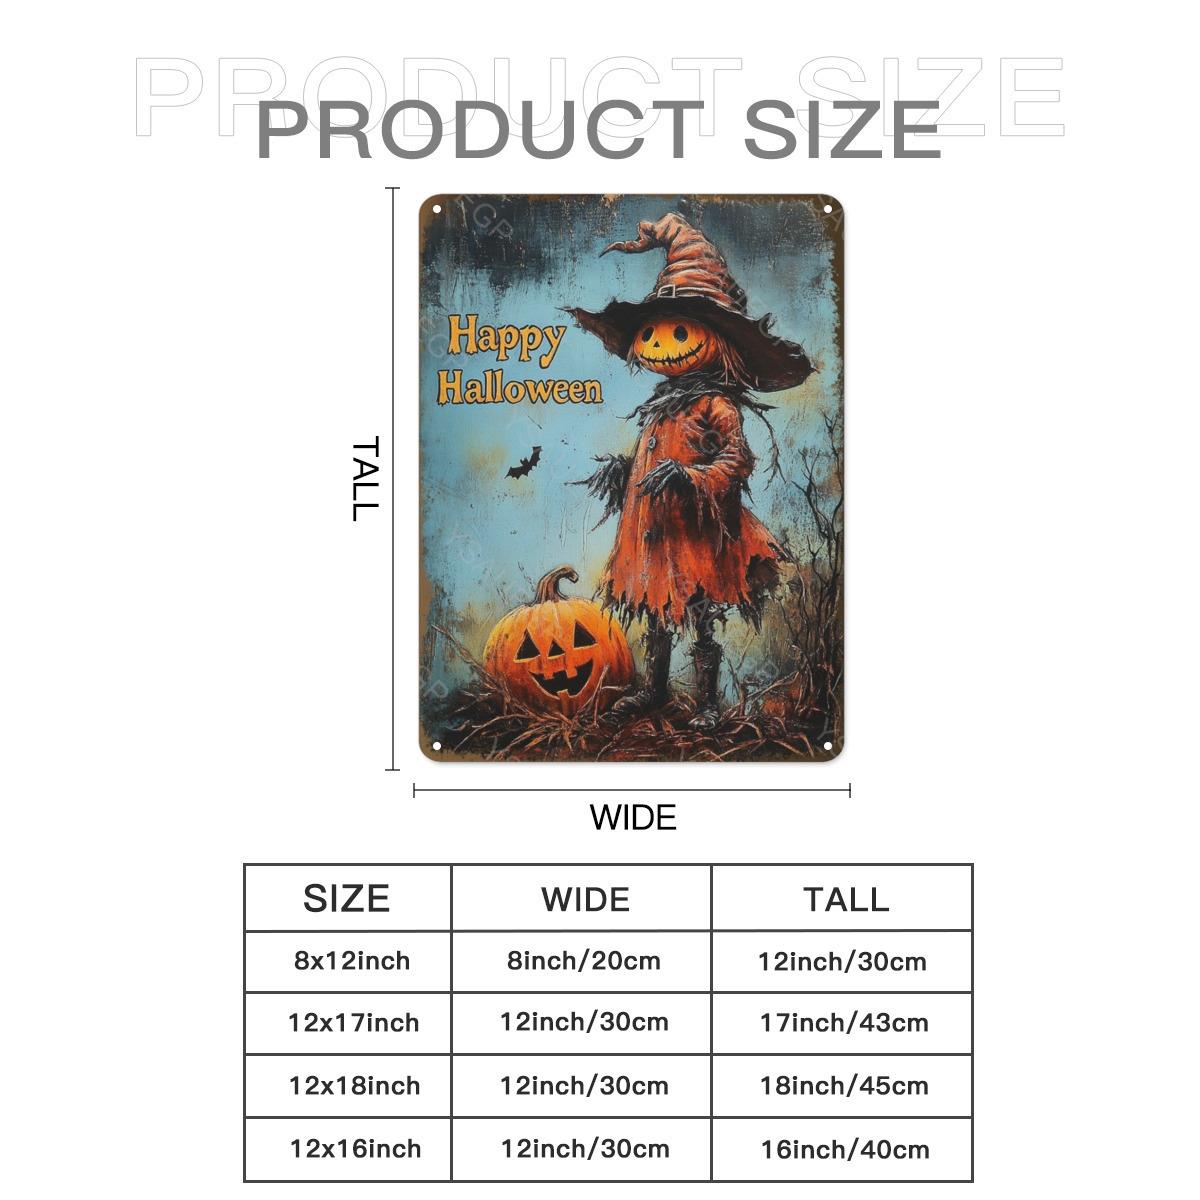 PRODUCT SIZE
PRODUCT SIZE
Happy
Halloween
TALL
WIDE
SIZE WIDE TALL
8x12inch 8inch/20cm 12inch/30cm
12x17inch 12inch/30cm 17inch/43cm
12x18inch 12inch/30cm 18inch/45cm
12x16inch 12inch/30cm 16inch/40cm